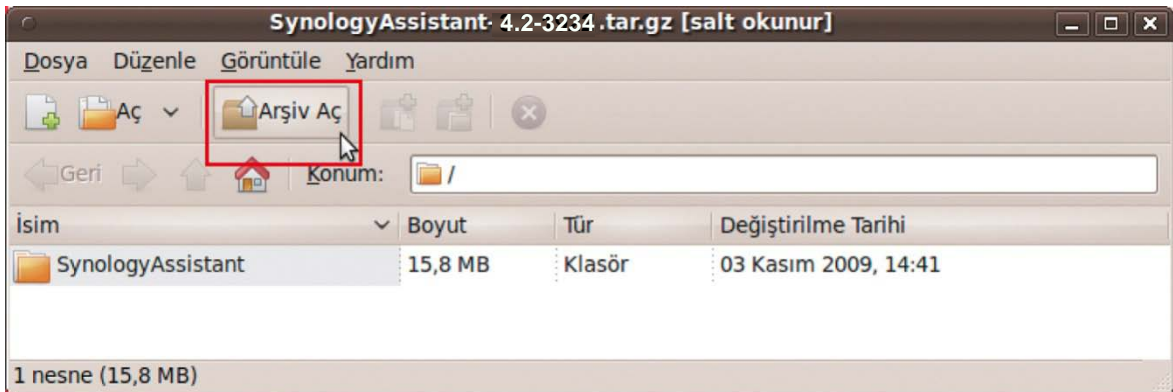 SynologyAssistant- 4.2-3234 .tar.gz [salt okunur]
Dosya Düzenle Görüntüle Yardım
Aç Arşiv Aç
Geri Konum: /
İsim Boyut Tür Değiştirilme Tarihi
SynologyAssistant 15,8 MB Klasör 03 Kasım 2009, 14:41
1 nesne (15,8 MB)